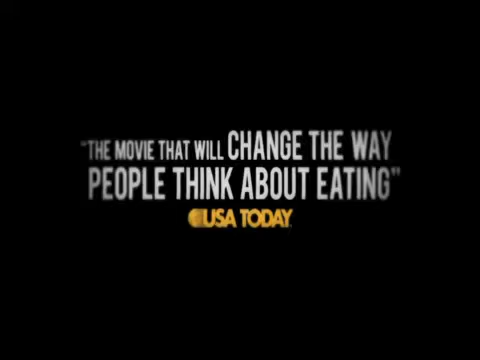 "THE MOVIE THAT WILL CHANGE THE WAY
PEOPLE THINK ABOUT EATING"
USA TODAY